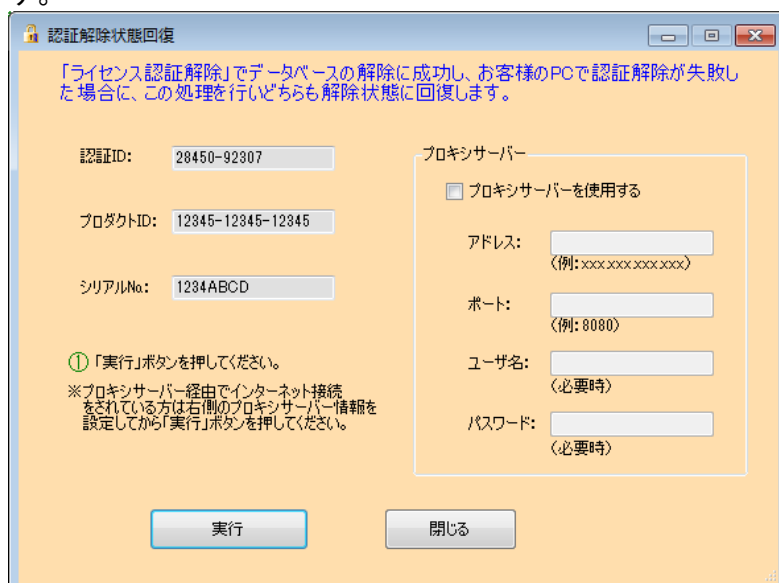 す。
認証解除状態回復
「ライセンス認証解除」でデータベースの解除に成功し、お客様のPCで認証解除が失敗し
た場合に、この処理を行いどちらも解除状態に回復します。
認証ID:
28450-92307
プロダクトID:
12345-12345-12345
シリアルNo.:
1234ABCD
①「実行」ボタンを押してください。
※プロキシサーバー経由でインターネット接続
をされている方は右側のプロキシサーバー情報を
設定してから「実行」ボタンを押してください。
プロキシサーバー
プロキシサーバーを使用する
アドレス:
(例:xxx.xxx.xxx.xxx)
ポート:
(例:8080)
ユーザ名:
(必要時)
パスワード:
(必要時)
実行
閉じる